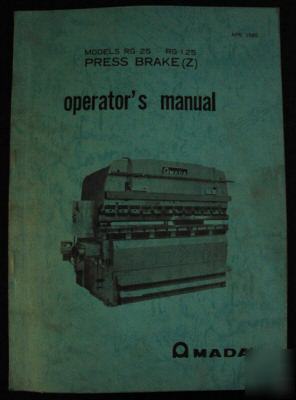 MODELS RG-25 RG-125
PRESS BRAKE (Z)
operator's manual
AMADA
AMADA